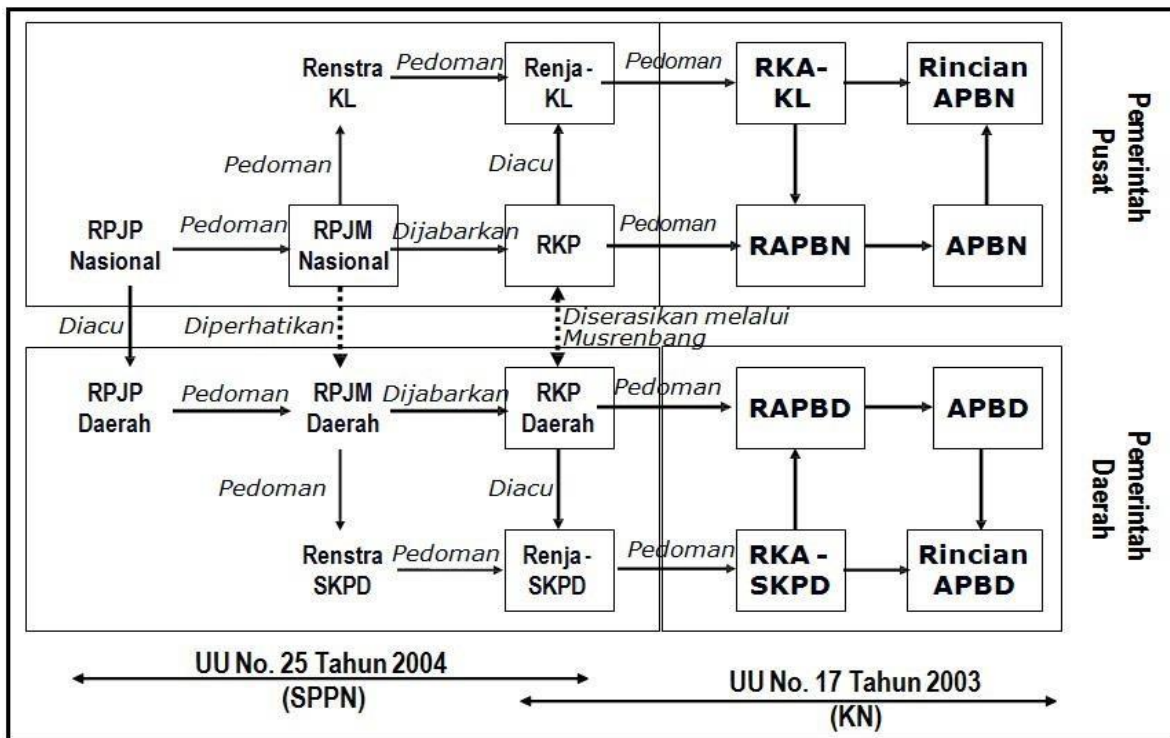 Renstra
KL
Pedoman
Renja-
KL
Pedoman
RKA-
KL
Rincian
APBN
Pemerintah
Pusat
Pedoman
Diacu
RPJP
Nasional
Pedoman
RPJM
Nasional
Dijabarkan
RKP
Pedoman
RAPBN
APBN
Diacu
Diperhatikan
Diserasikan melalui
Musrenbang
RPJP
Daerah
Pedoman
RPJM
Daerah
Dijabarkan
RKP
Daerah
Pedoman
RAPBD
APBD
Pemerintah
Daerah
Pedoman
Diacu
Renstra
SKPD
Pedoman
Renja-
SKPD
Pedoman
RKA -
SKPD
Rincian
APBD
UU No. 25 Tahun 2004
(SPPN)
UU No. 17 Tahun 2003
(KN)